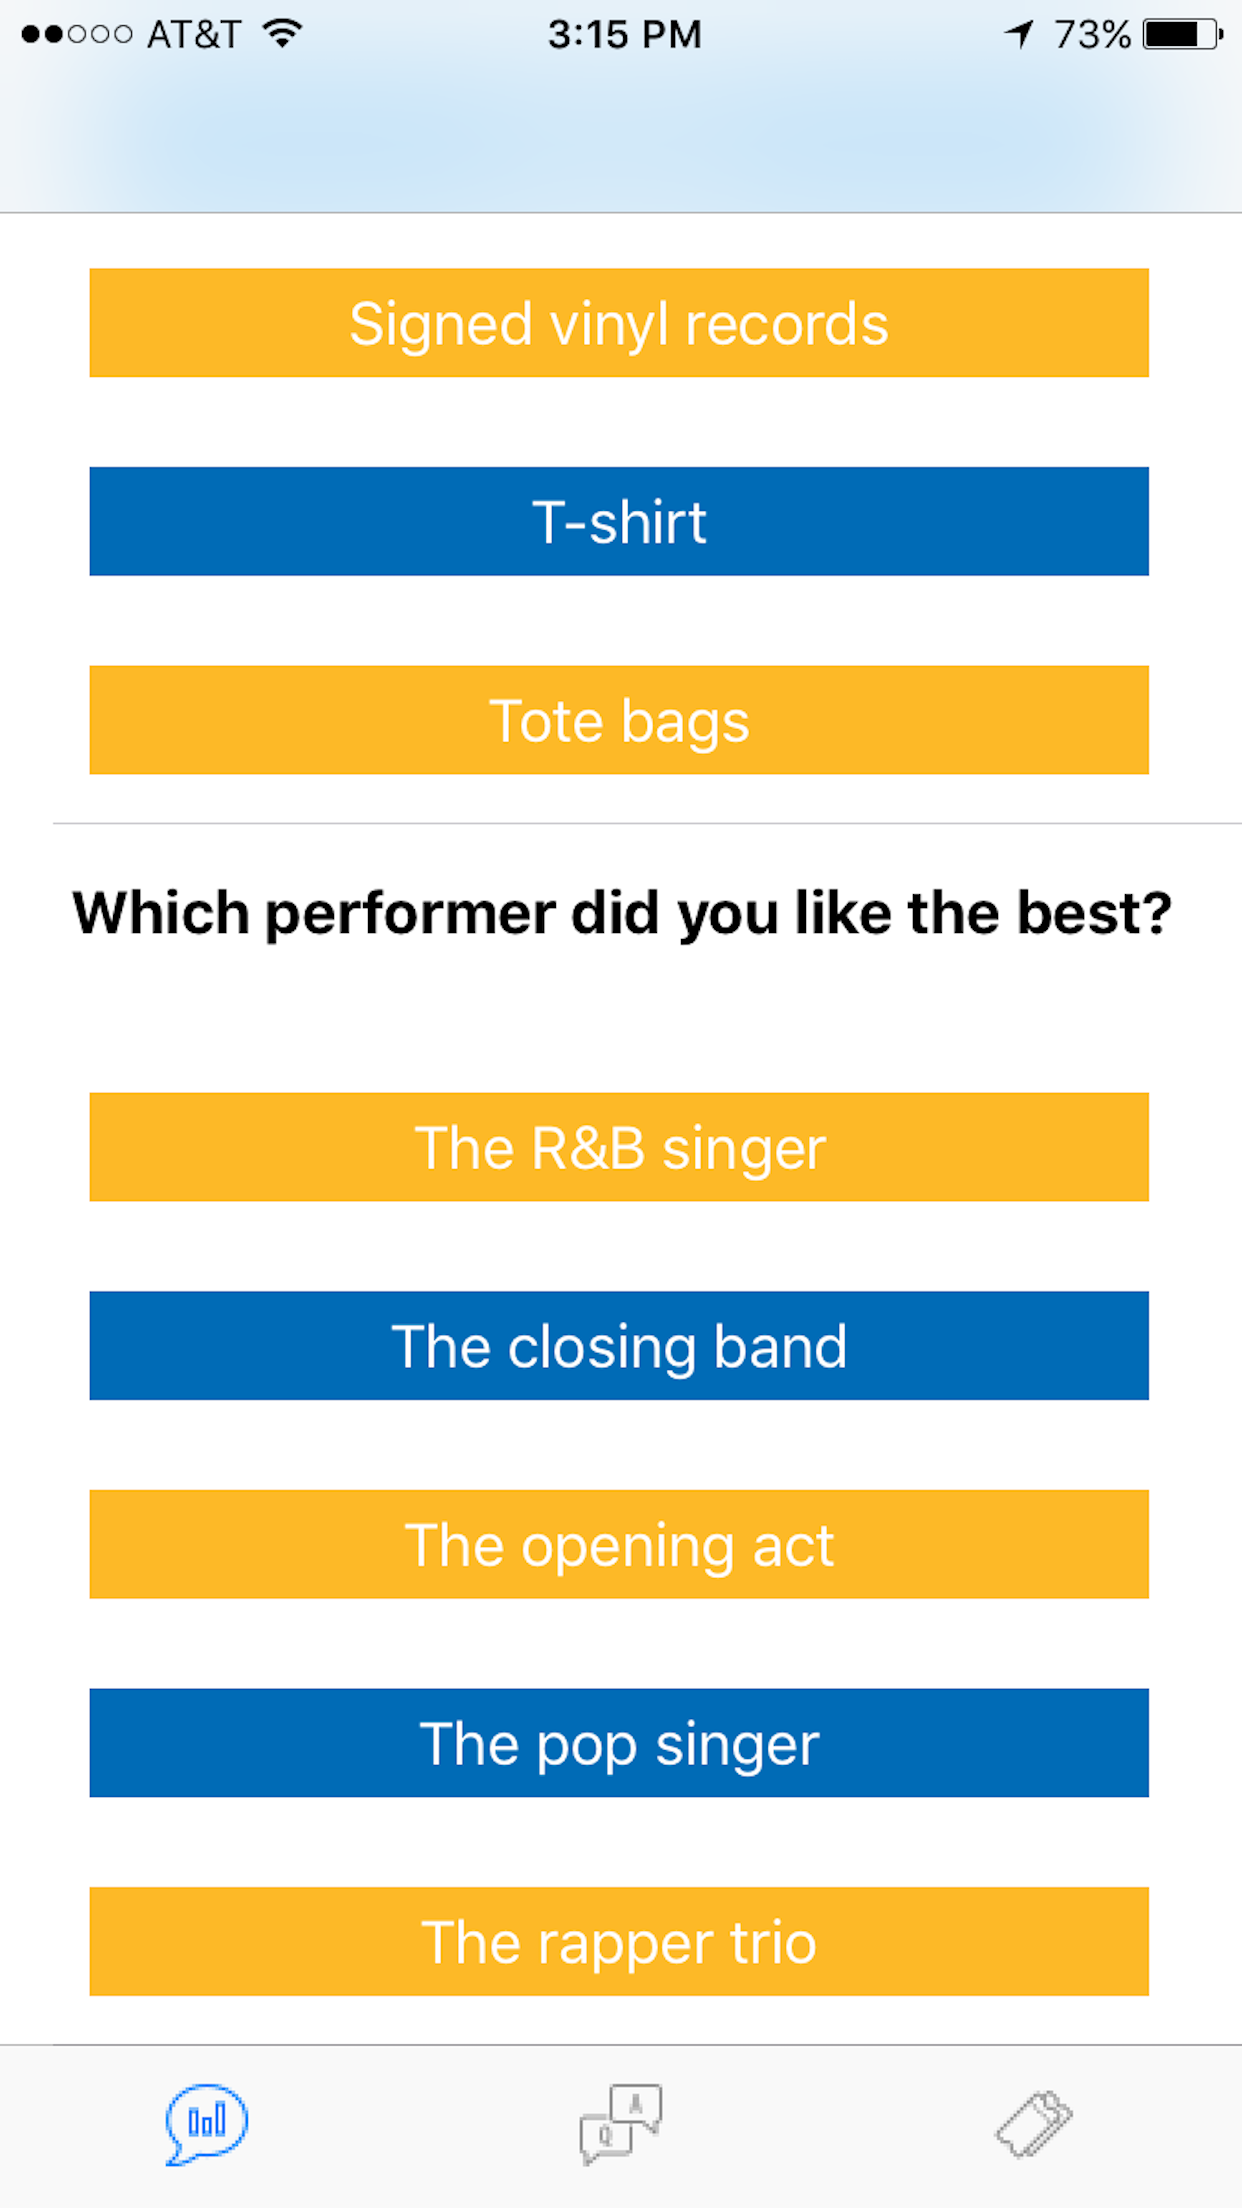 AT&T 3:15 PM 73%
Signed vinyl records
T-shirt
Tote bags
Which performer did you like the best?
The R&B singer
The closing band
The opening act
The pop singer
The rapper trio
Q A